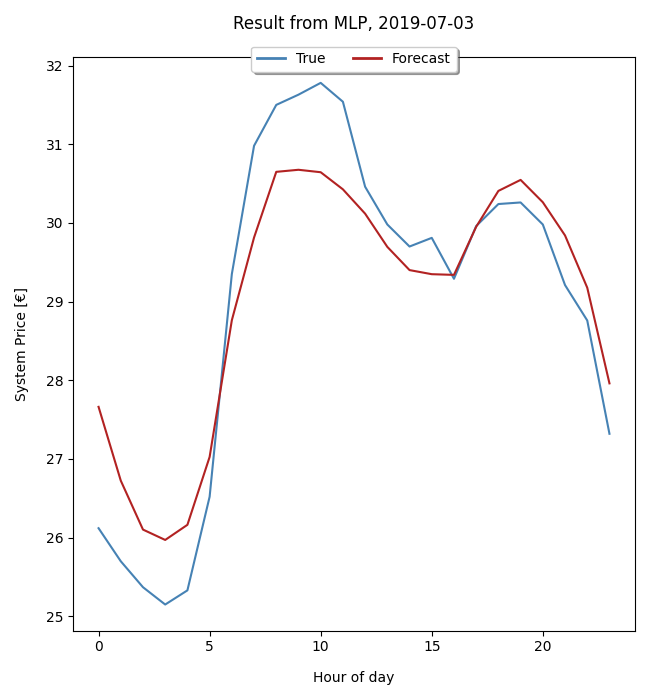 Result from MLP, 2019-07-03
True Forecast
32
31
30
29
28
27
26
25
System Price [€]
0 5 10 15 20
Hour of day